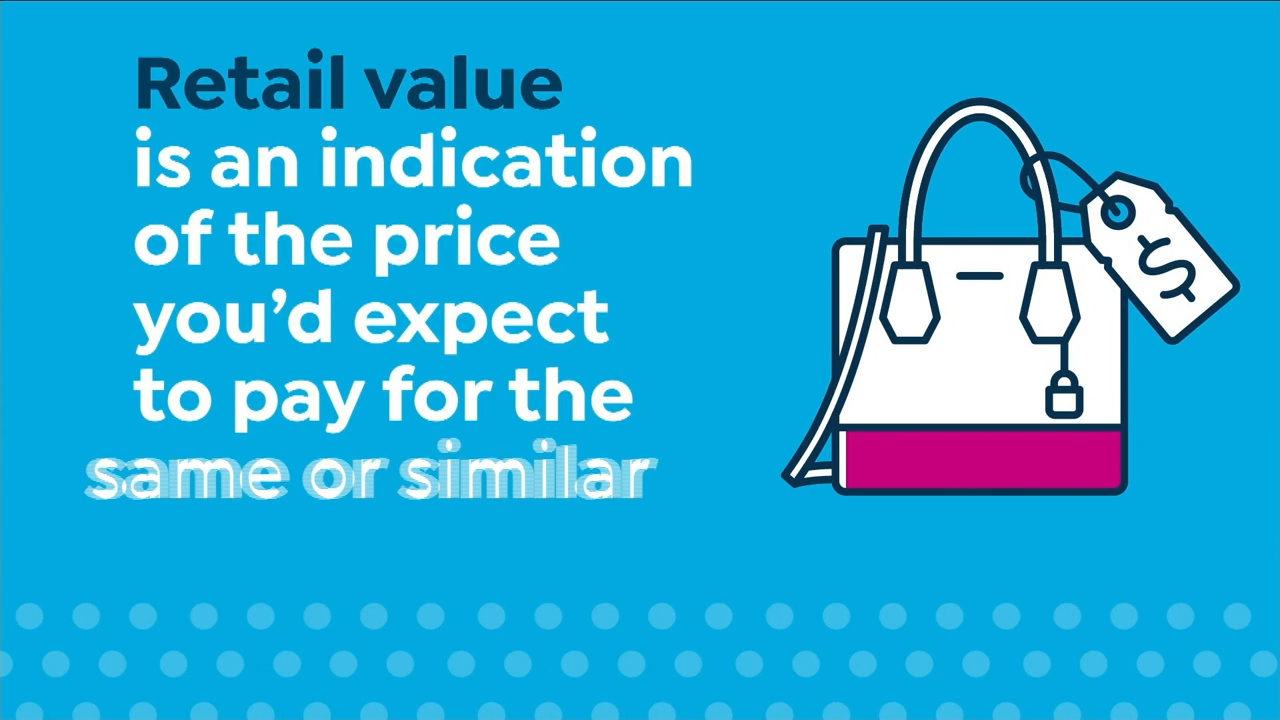 Retail value
is an indication
of the price
you'd expect
to pay for the
same or similar
$